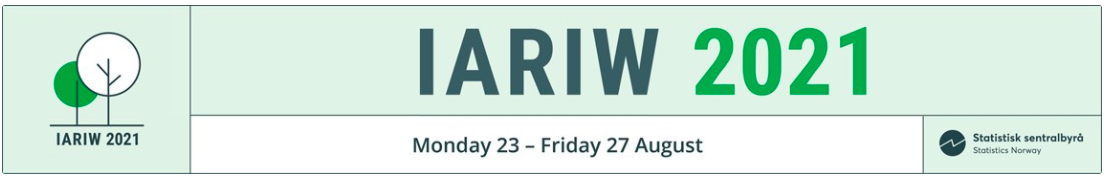 IARIW 2021
IARIW 2021
Monday 23 – Friday 27 August
Statistisk sentralbyrå
Statistics Norway